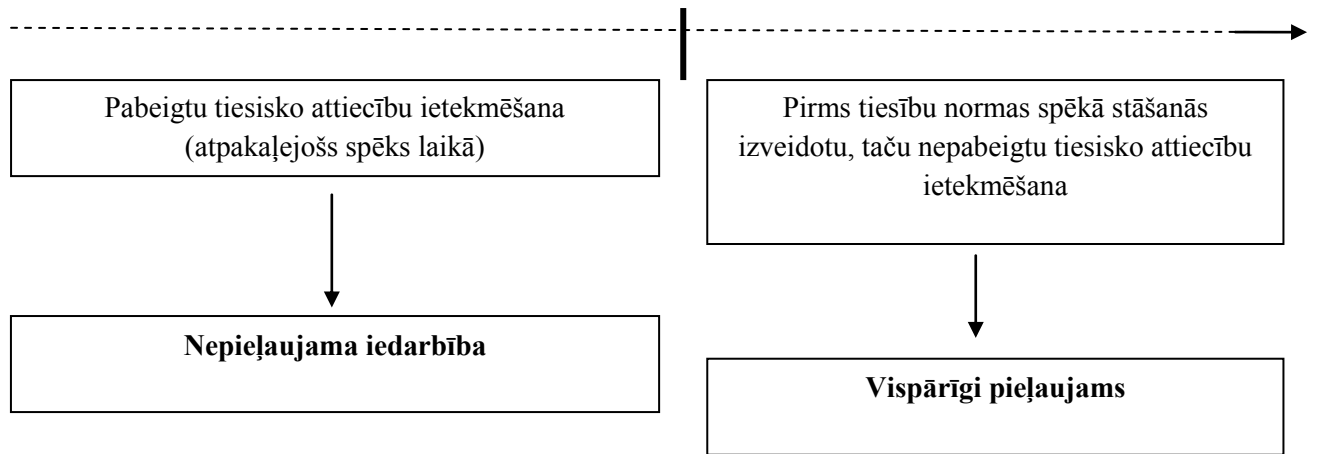 Pabeigtu tiesisko attiecību ietekmēšana
(atpakaļejošs spēks laikā)
Nepieļaujama iedarbība
Pirms tiesību normas spēkā stāšanās
izveidotu, taču nepabeigtu tiesisko attiecību
ietekmēšana
Vispārīgi pieļaujams